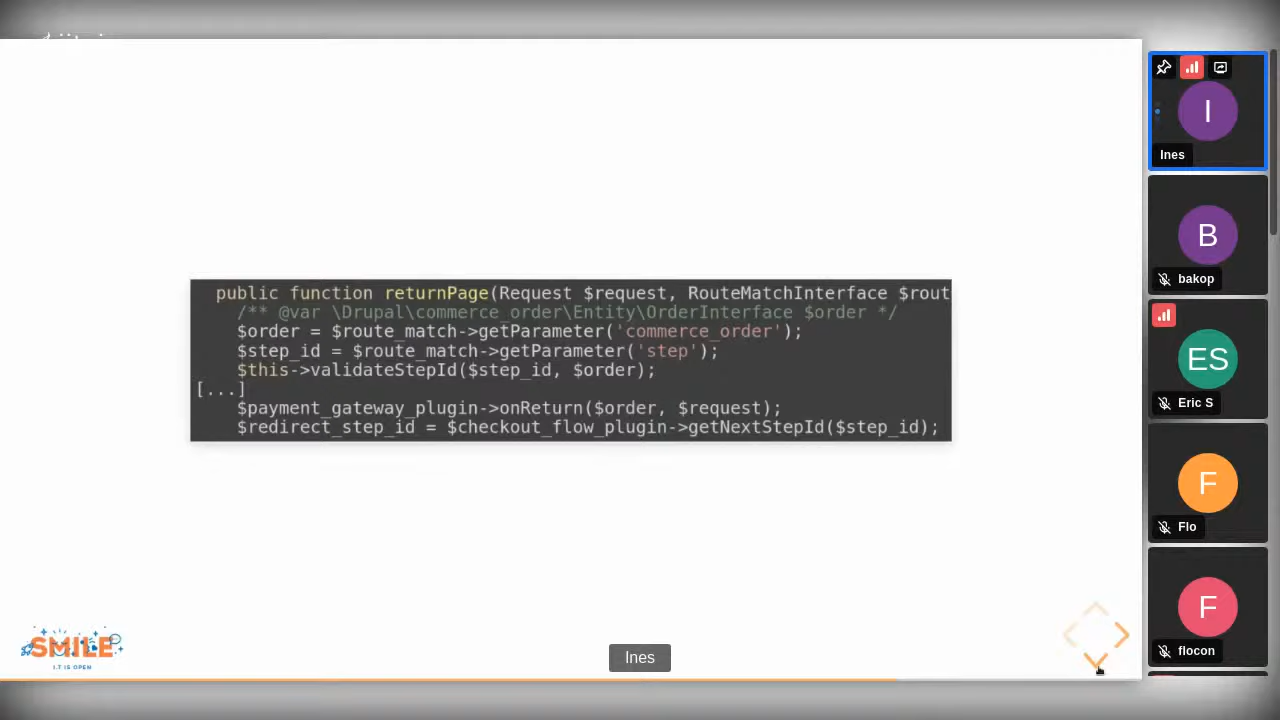 public function returnPage(Request $request, RouteMatchInterface $rout
/** @var \Drupal\commerce_order\Entity\OrderInterface $order */
$order = $route_match->getParameter('commerce_order');
$step_id = $route_match->getParameter('step');
$this->validateStepId($step_id, $order);
[...]
$payment_gateway_plugin->onReturn($order, $request);
$redirect_step_id = $checkout_flow_plugin->getNextStepId($step_id);
SMILE
I.T IS OPEN
Ines
I
Ines
B
bakop
ES
Eric S
F
Flo
F
flocon